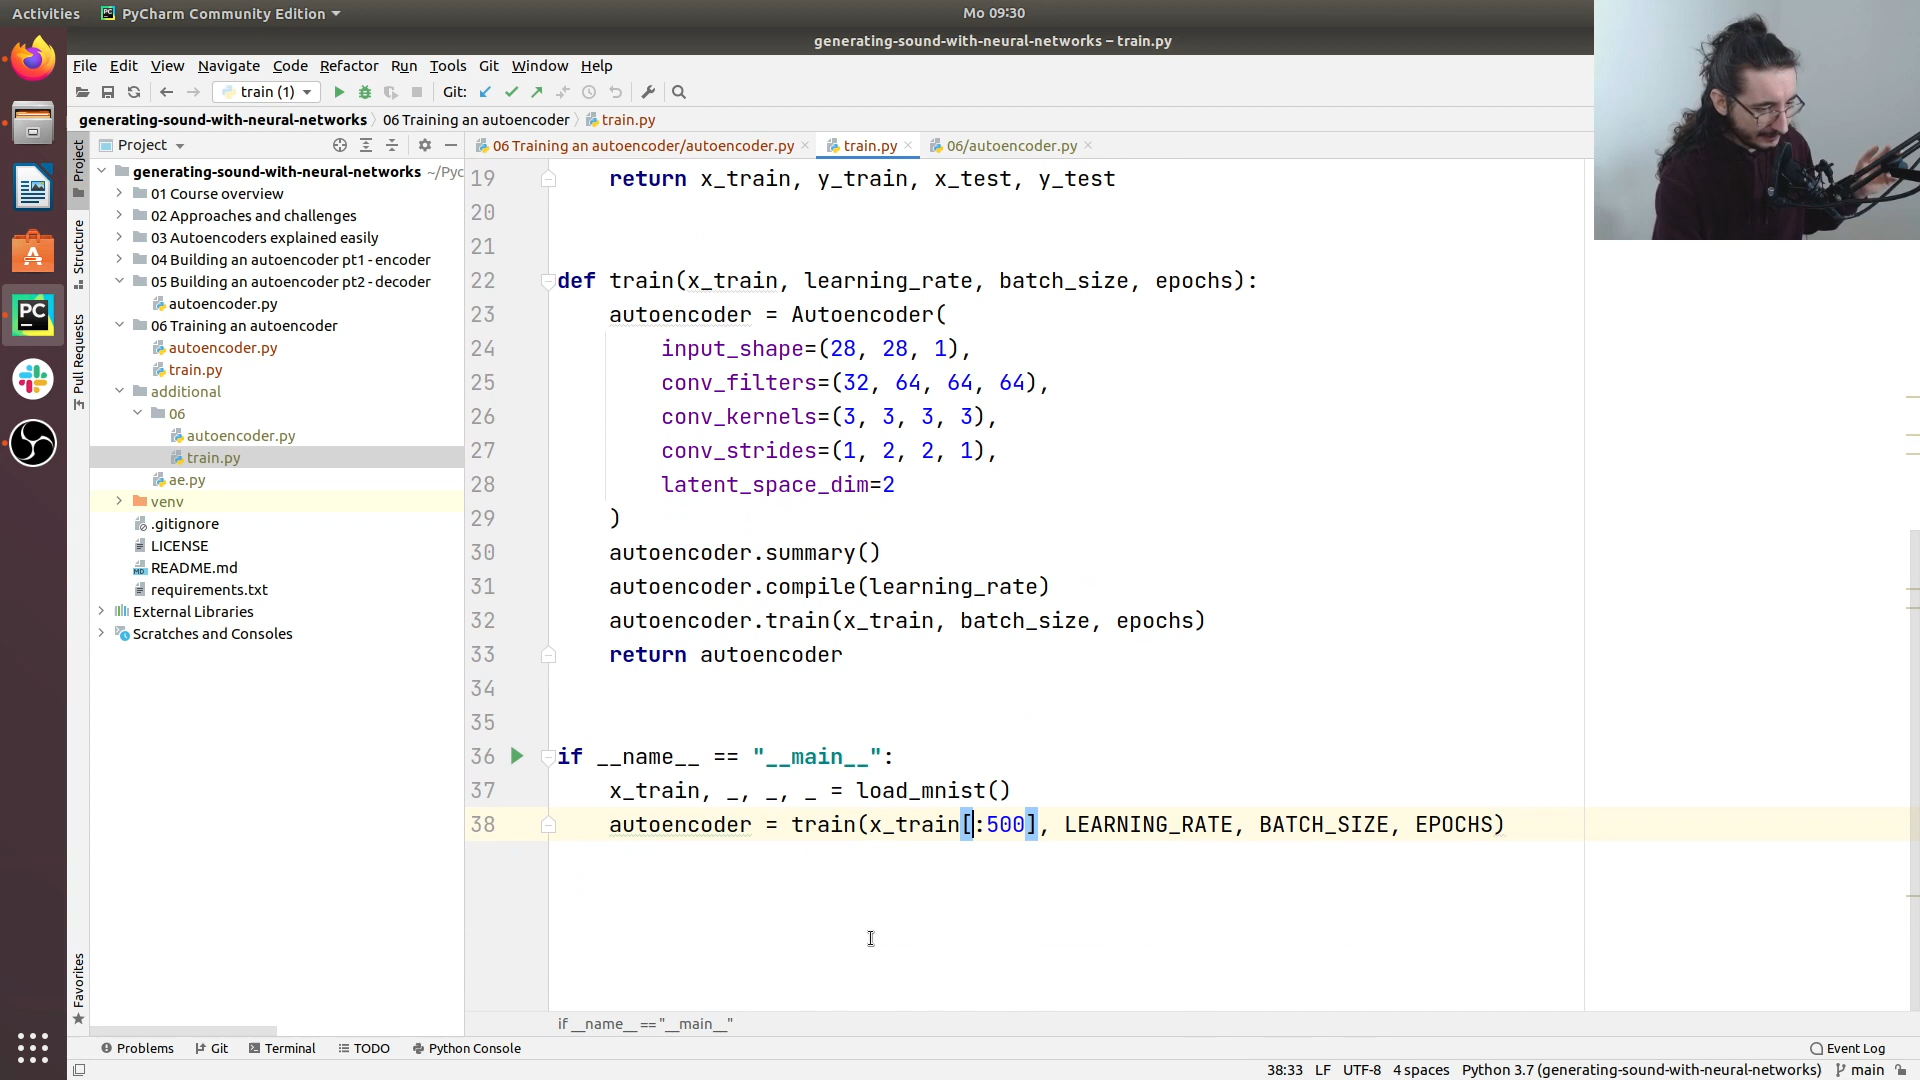 Activities
PyCharm Community Edition
Mo 09:30
generating-sound-with-neural-networks – train.py
File Edit View Navigate Code Refactor Run Tools Git Window Help
train (1)
Git:
generating-sound-with-neural-networks 06 Training an autoencoder train.py
Project
06 Training an autoencoder/autoencoder.py
train.py
06/autoencoder.py
generating-sound-with-neural-networks ~/Pyc
01 Course overview
02 Approaches and challenges
03 Autoencoders explained easily
04 Building an autoencoder pt1 - encoder
05 Building an autoencoder pt2 - decoder
autoencoder.py
06 Training an autoencoder
autoencoder.py
train.py
additional
06
autoencoder.py
train.py
ae.py
venv
.gitignore
LICENSE
README.md
requirements.txt
External Libraries
Scratches and Consoles
Project
Structure
Pull Requests
Favorites
PC
19 return x_train, y_train, x_test, y_test
20
21
22 def train(x_train, learning_rate, batch_size, epochs):
23 autoencoder = Autoencoder(
24 input_shape=(28, 28, 1),
25 conv_filters=(32, 64, 64, 64),
26 conv_kernels=(3, 3, 3, 3),
27 conv_strides=(1, 2, 2, 1),
28 latent_space_dim=2
29 )
30 autoencoder.summary()
31 autoencoder.compile(learning_rate)
32 autoencoder.train(x_train, batch_size, epochs)
33 return autoencoder
34
35
36 if __name__ == "__main__":
37 x_train, _, _, _ = load_mnist()
38 autoencoder = train(x_train[:500], LEARNING_RATE, BATCH_SIZE, EPOCHS)
if __name__ == "__main__"
Problems Git Terminal TODO Python Console
Event Log
38:33 LF UTF-8 4 spaces Python 3.7 (generating-sound-with-neural-networks) main